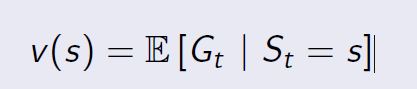 v(s) = 𝔼 [Gₜ | Sₜ = s]